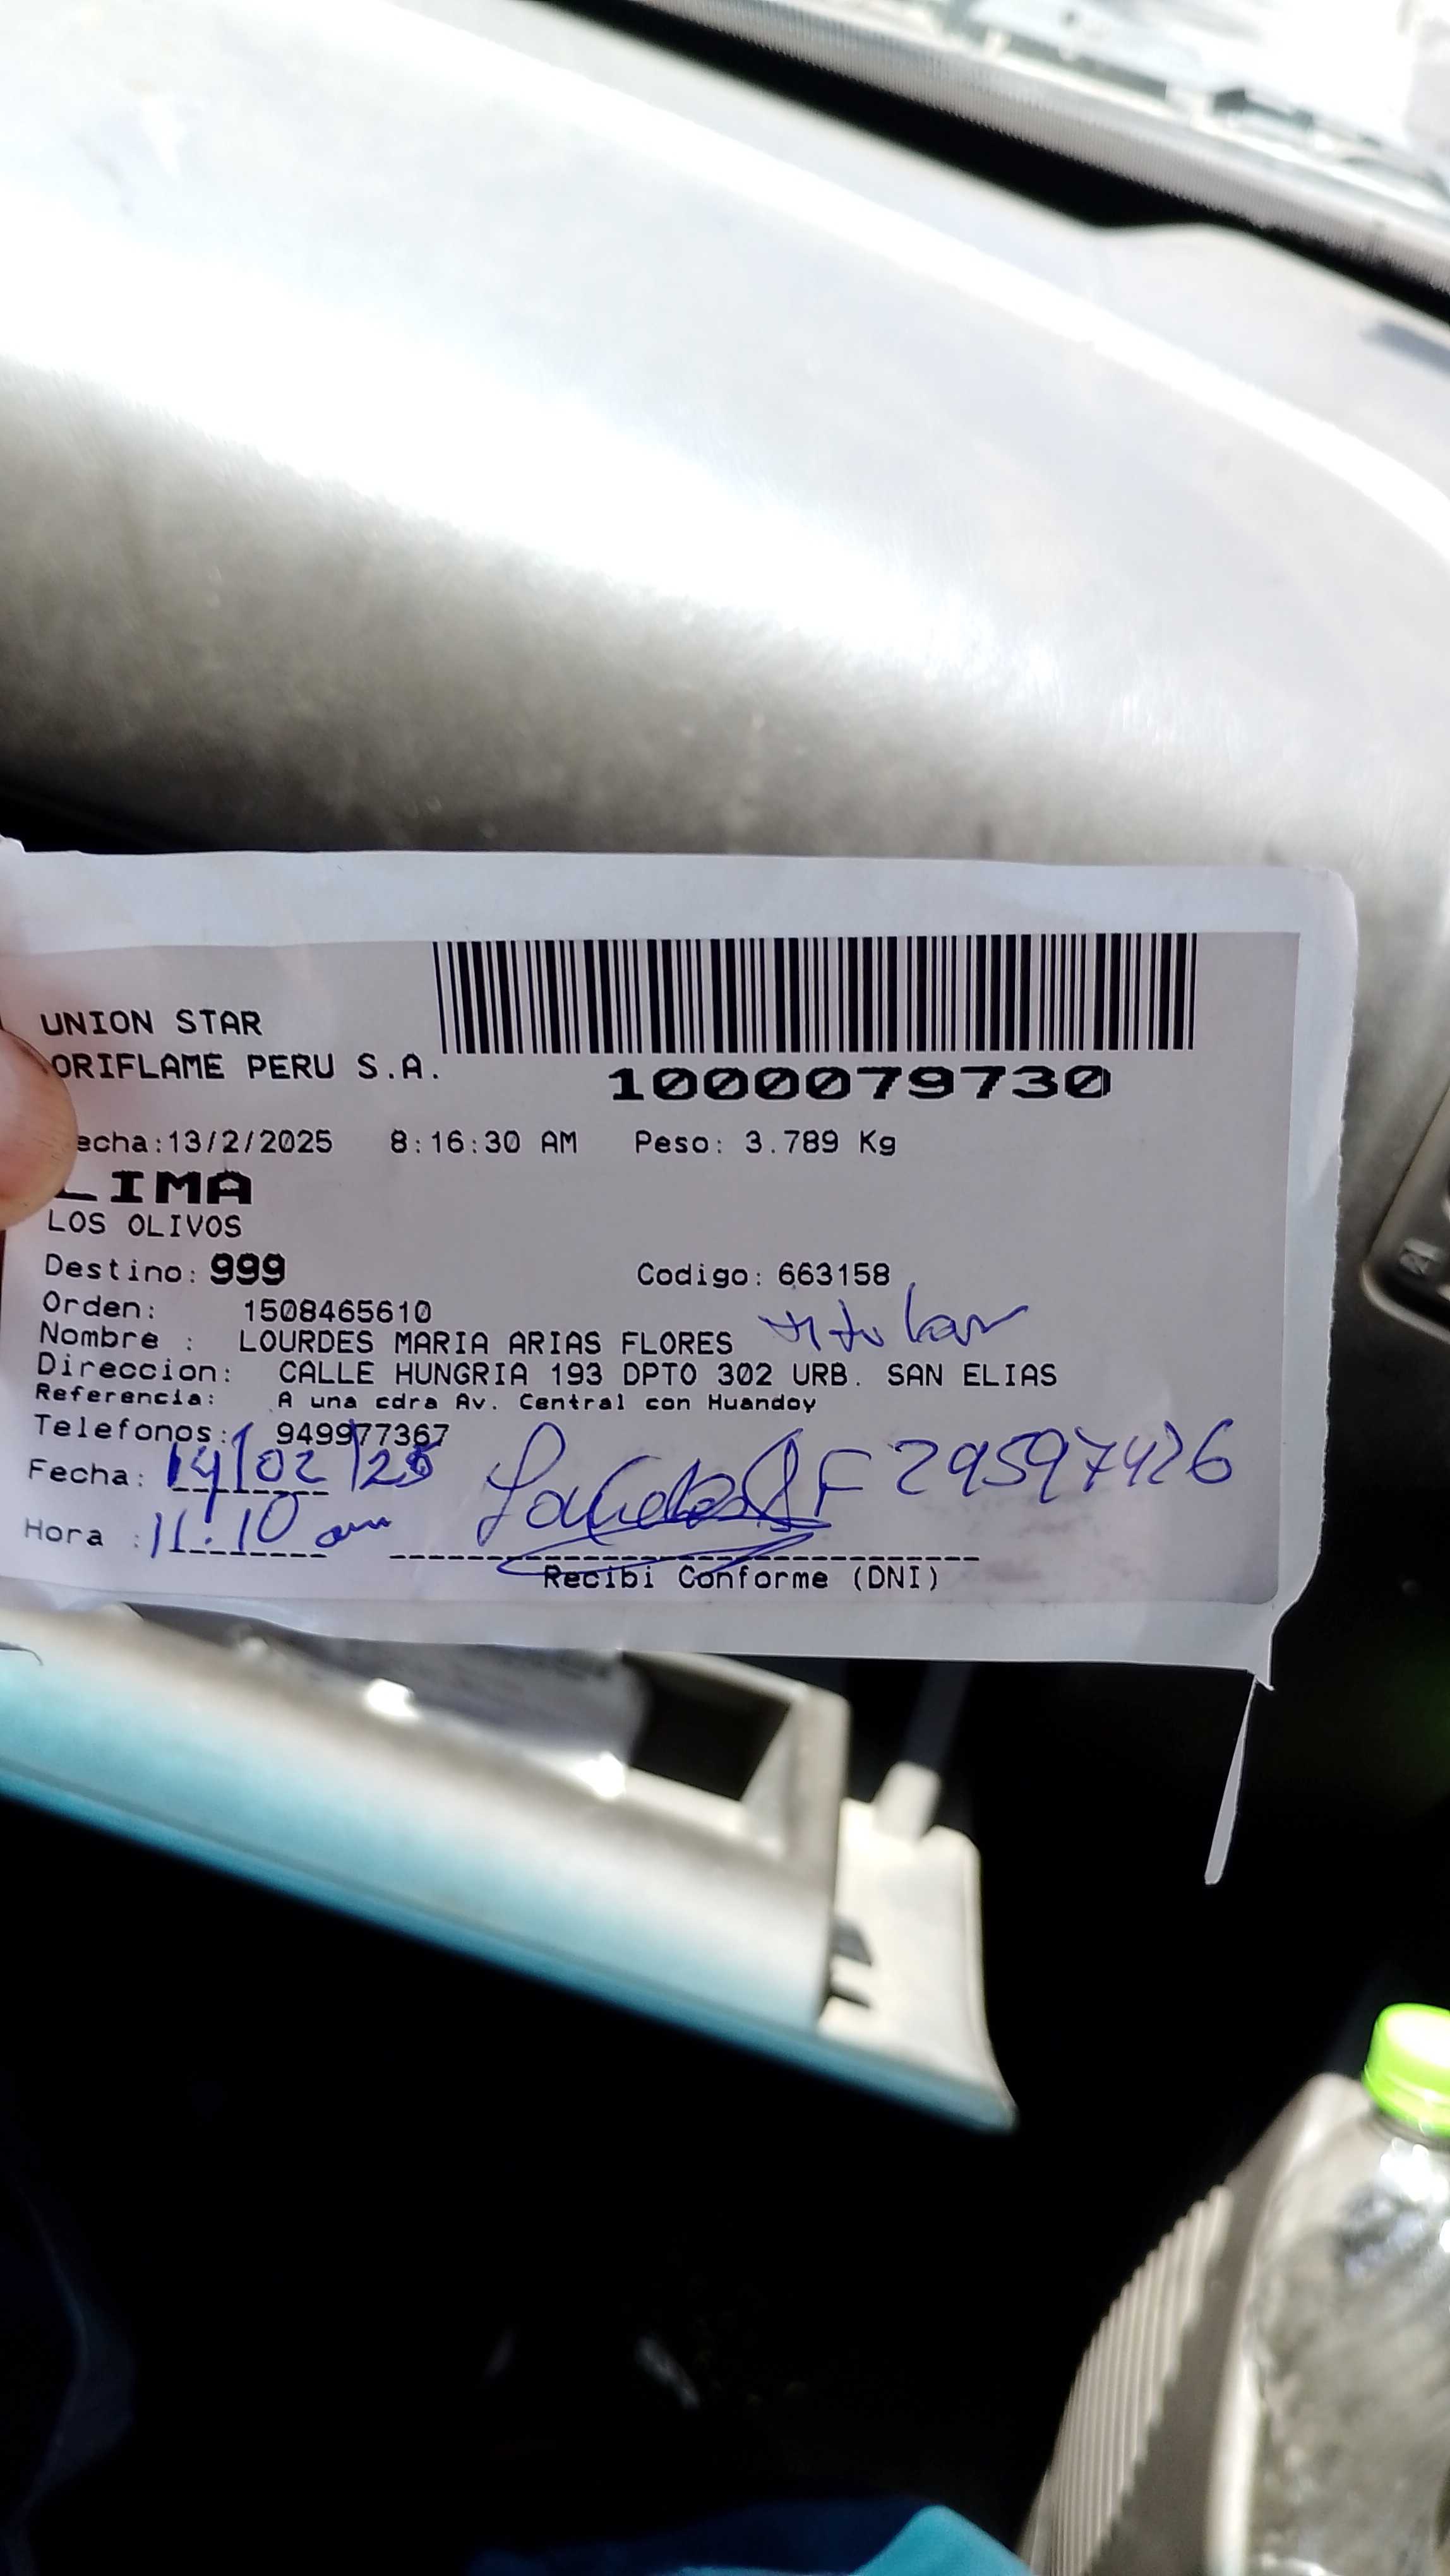 UNION STAR
ORIFLAME PERU S.A.
1000079730
echa:13/2/2025 8:16:30 AM Peso: 3.789 Kg
LIMA
LOS OLIVOS
Destino: 999 Codigo: 663158
Orden: 1508465610
Nombre : LOURDES MARIA ARIAS FLORES titular
Direccion: CALLE HUNGRIA 193 DPTO 302 URB. SAN ELIAS
Referencia: A una cdra Av. Central con Huandoy
Telefonos: 949977367
Fecha: 14/02/25 29597426
Hora : 11:10 am
Recibi Conforme (DNI)